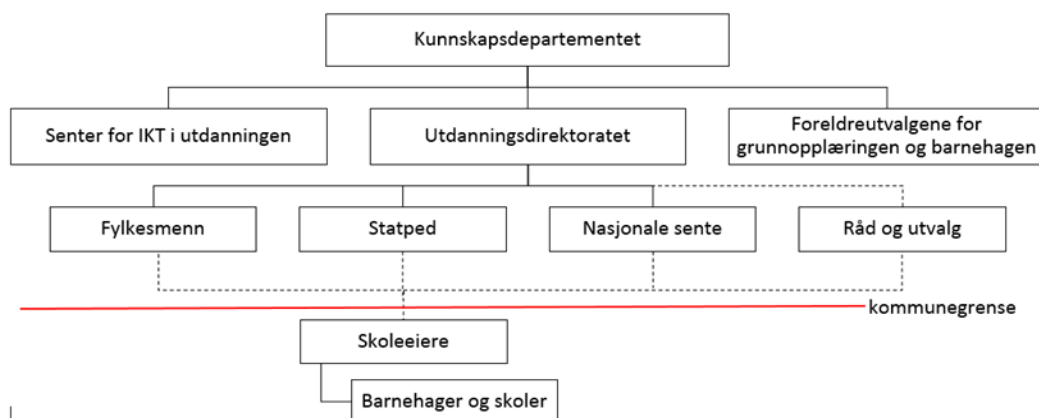 Kunnskapsdepartementet
Senter for IKT i utdanningen
Utdanningsdirektoratet
Foreldreutvalgene for
grunnopplæringen og barnehagen
Fylkesmenn
Statped
Nasjonale sente
Råd og utvalg
kommunegrense
Skoleeiere
Barnehager og skoler